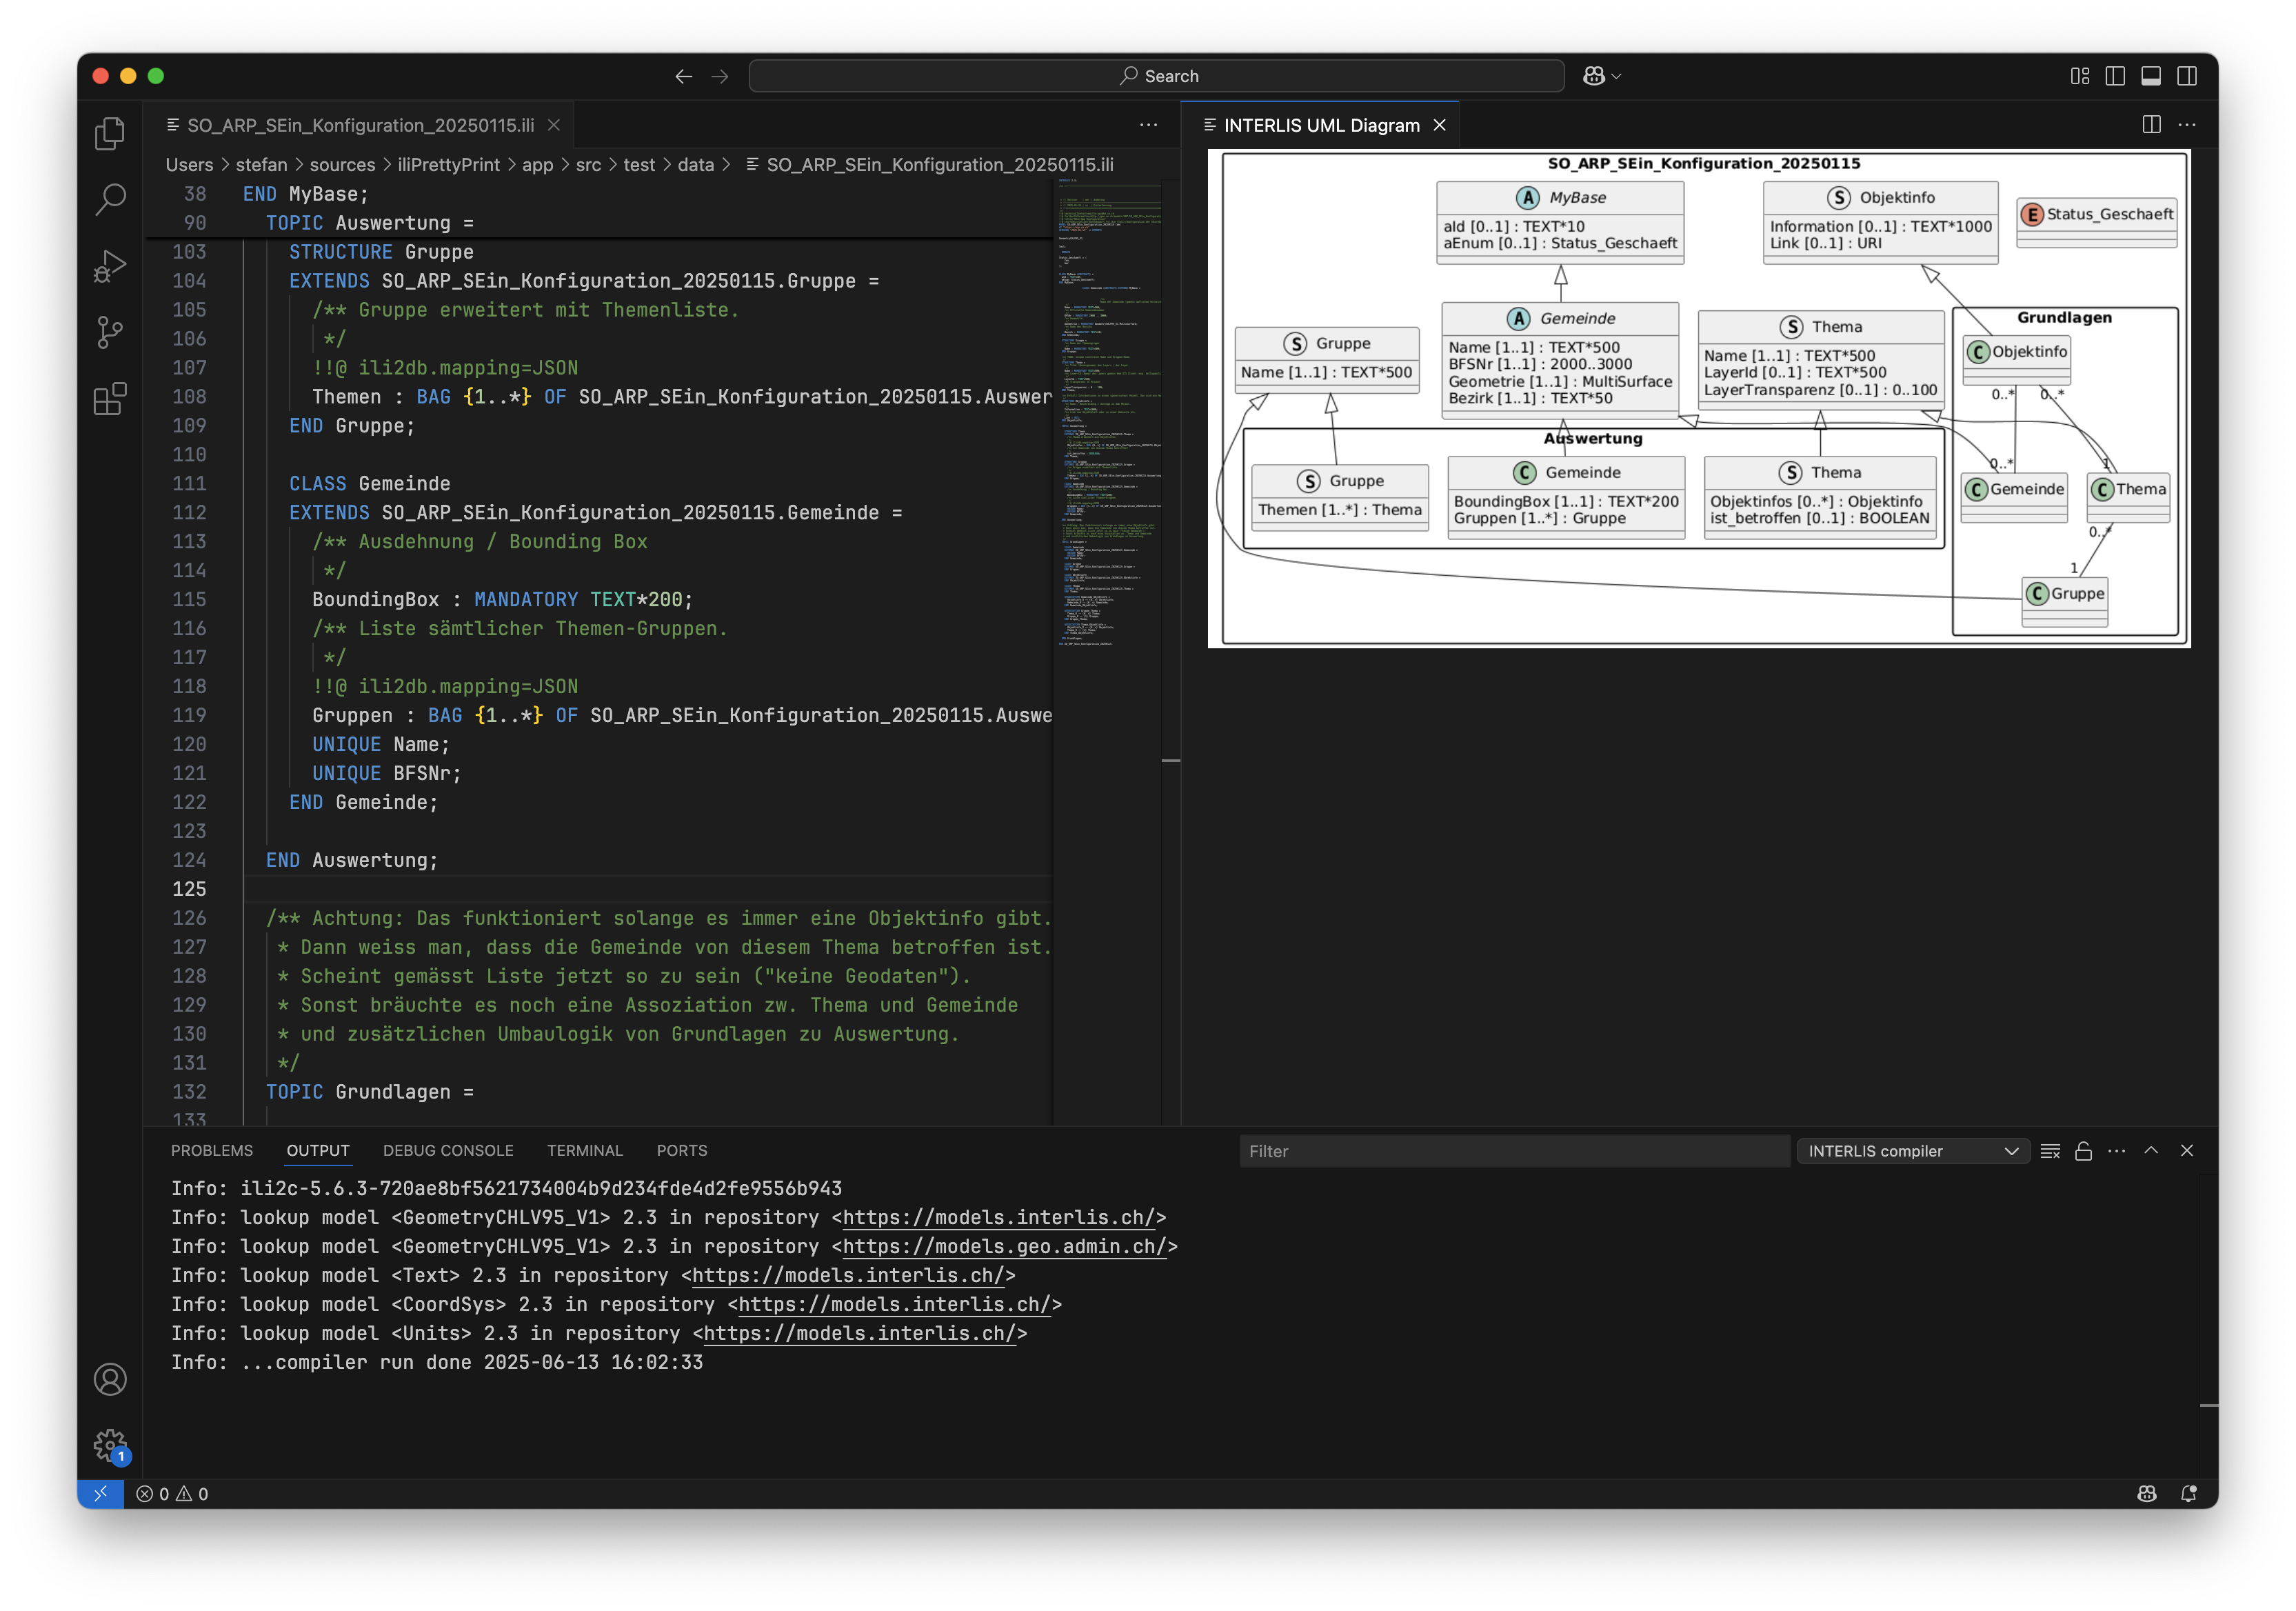 Search
SO_ARP_SEin_Konfiguration_20250115.ili
Users > stefan > sources > iliPrettyPrint > app > src > test > data > SO_ARP_SEin_Konfiguration_20250115.ili
38 END MyBase;
90 TOPIC Auswertung =
103 STRUCTURE Gruppe
104 EXTENDS SO_ARP_SEin_Konfiguration_20250115.Gruppe =
105 /** Gruppe erweitert mit Themenliste.
106 */
107 !!@ ili2db.mapping=JSON
108 Themen : BAG {1..*} OF SO_ARP_SEin_Konfiguration_20250115.Auswer
109 END Gruppe;
110
111 CLASS Gemeinde
112 EXTENDS SO_ARP_SEin_Konfiguration_20250115.Gemeinde =
113 /** Ausdehnung / Bounding Box
114 */
115 BoundingBox : MANDATORY TEXT*200;
116 /** Liste sämtlicher Themen-Gruppen.
117 */
118 !!@ ili2db.mapping=JSON
119 Gruppen : BAG {1..*} OF SO_ARP_SEin_Konfiguration_20250115.Auswe
120 UNIQUE Name;
121 UNIQUE BFSNr;
122 END Gemeinde;
123
124 END Auswertung;
125
126 /** Achtung: Das funktioniert solange es immer eine Objektinfo gibt.
127 * Dann weiss man, dass die Gemeinde von diesem Thema betroffen ist.
128 * Scheint gemässt Liste jetzt so zu sein ("keine Geodaten").
129 * Sonst bräuchte es noch eine Assoziation zw. Thema und Gemeinde
130 * und zusätzlichen Umbaulogik von Grundlagen zu Auswertung.
131 */
132 TOPIC Grundlagen =
133
INTERLIS UML Diagram
SO_ARP_SEin_Konfiguration_20250115
A MyBase
aId [0..1] : TEXT*10
aEnum [0..1] : Status_Geschaeft
S Objektinfo
Information [0..1] : TEXT*1000
Link [0..1] : URI
E Status_Geschaeft
S Gruppe
Name [1..1] : TEXT*500
A Gemeinde
Name [1..1] : TEXT*500
BFSNr [1..1] : 2000..3000
Geometrie [1..1] : MultiSurface
Bezirk [1..1] : TEXT*50
S Thema
Name [1..1] : TEXT*500
LayerId [0..1] : TEXT*500
LayerTransparenz [0..1] : 0..100
Grundlagen
C Objektinfo
0..*
0..*
0..*
1
C Gemeinde
C Thema
0..*
1
C Gruppe
Auswertung
S Gruppe
Themen [1..*] : Thema
C Gemeinde
BoundingBox [1..1] : TEXT*200
Gruppen [1..*] : Gruppe
S Thema
Objektinfos [0..*] : Objektinfo
ist_betroffen [0..1] : BOOLEAN
PROBLEMS OUTPUT DEBUG CONSOLE TERMINAL PORTS
Filter
INTERLIS compiler
Info: ili2c-5.6.3-720ae8bf5621734004b9d234fde4d2fe9556b943
Info: lookup model <GeometryCHLV95_V1> 2.3 in repository <https://models.interlis.ch/>
Info: lookup model <GeometryCHLV95_V1> 2.3 in repository <https://models.geo.admin.ch/>
Info: lookup model <Text> 2.3 in repository <https://models.interlis.ch/>
Info: lookup model <CoordSys> 2.3 in repository <https://models.interlis.ch/>
Info: lookup model <Units> 2.3 in repository <https://models.interlis.ch/>
Info: ...compiler run done 2025-06-13 16:02:33
1
0 0